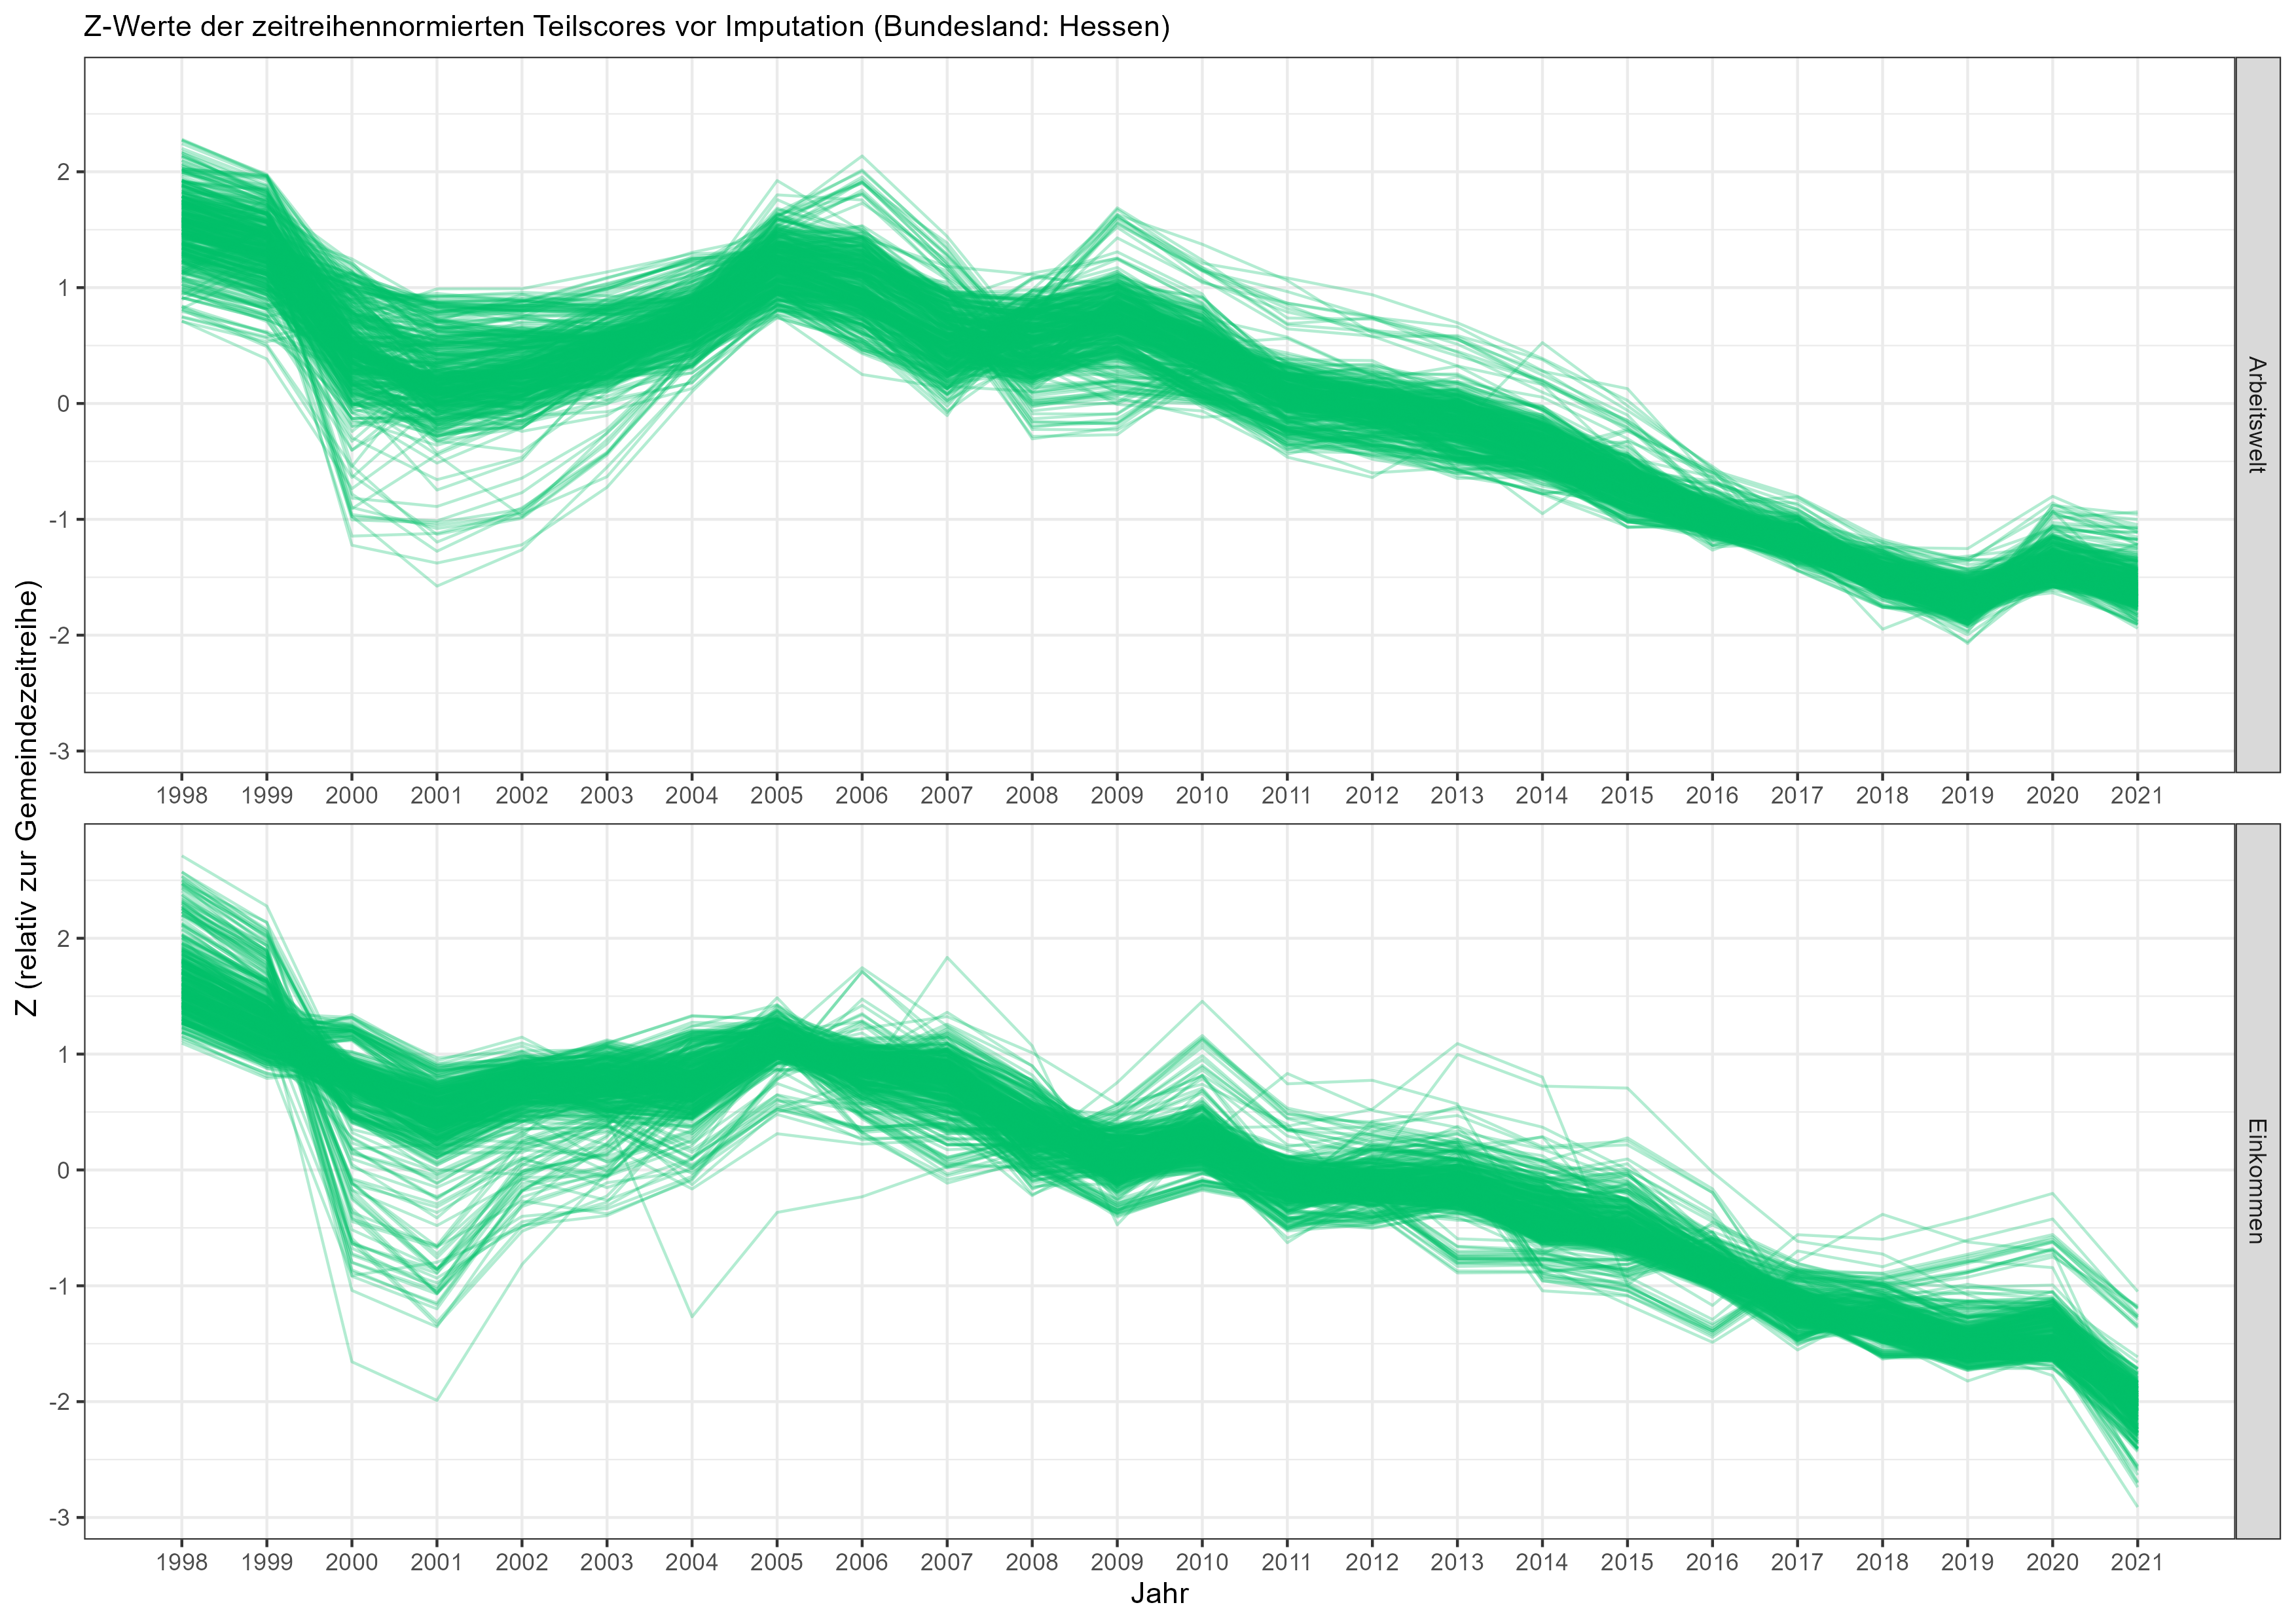 Z-Werte der zeitreihennormierten Teilscores vor Imputation (Bundesland: Hessen)
Z (relativ zur Gemeindezeitreihe)
2
1
0
-1
-2
-3
Arbeitswelt
1998 1999 2000 2001 2002 2003 2004 2005 2006 2007 2008 2009 2010 2011 2012 2013 2014 2015 2016 2017 2018 2019 2020 2021
2
1
0
-1
-2
-3
Einkommen
1998 1999 2000 2001 2002 2003 2004 2005 2006 2007 2008 2009 2010 2011 2012 2013 2014 2015 2016 2017 2018 2019 2020 2021
Jahr